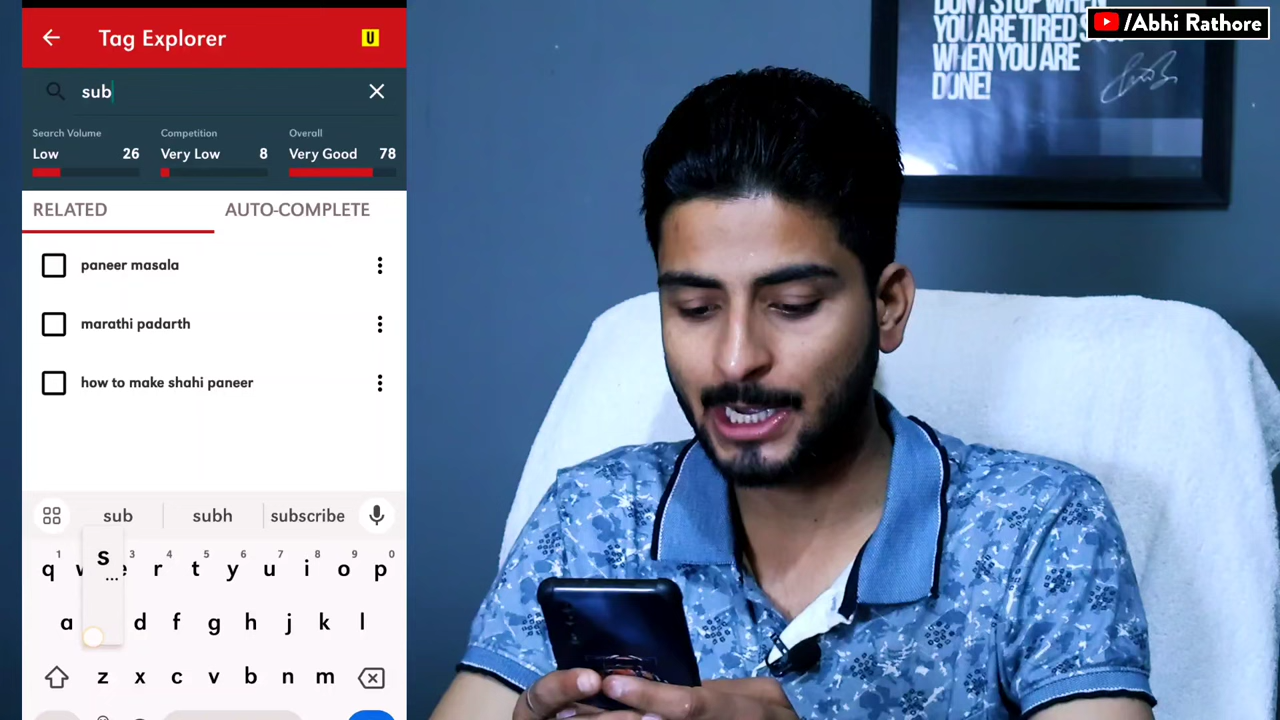 /Abhi Rathore
DON'T STOP WHEN
YOU ARE TIRED
WHEN YOU ARE
DONE!
Tag Explorer
U
sub
Search Volume
Competition
Overall
Low 26
Very Low 8
Very Good 78
RELATED
AUTO-COMPLETE
paneer masala
marathi padarth
how to make shahi paneer
sub
subh
subscribe
s
...
1 3 4 5 6 7 8 9 0
q w e r t y u i o p
a d f g h j k l
z x c v b n m